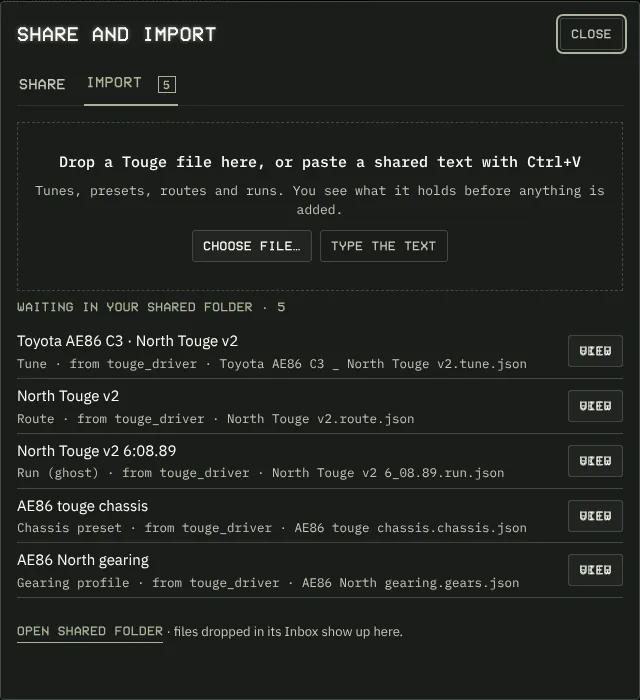 SHARE AND IMPORT
CLOSE
SHARE
IMPORT 5
Drop a Touge file here, or paste a shared text with Ctrl+V
Tunes, presets, routes and runs. You see what it holds before anything is
added.
CHOOSE FILE…
TYPE THE TEXT
WAITING IN YOUR SHARED FOLDER · 5
Toyota AE86 C3 · North Touge v2
Tune · from touge_driver · Toyota AE86 C3 _ North Touge v2.tune.json
North Touge v2
Route · from touge_driver · North Touge v2.route.json
North Touge v2 6:08.89
Run (ghost) · from touge_driver · North Touge v2 6_08.89.run.json
AE86 touge chassis
Chassis preset · from touge_driver · AE86 touge chassis.chassis.json
AE86 North gearing
Gearing profile · from touge_driver · AE86 North gearing.gears.json
OPEN SHARED FOLDER · files dropped in its Inbox show up here.